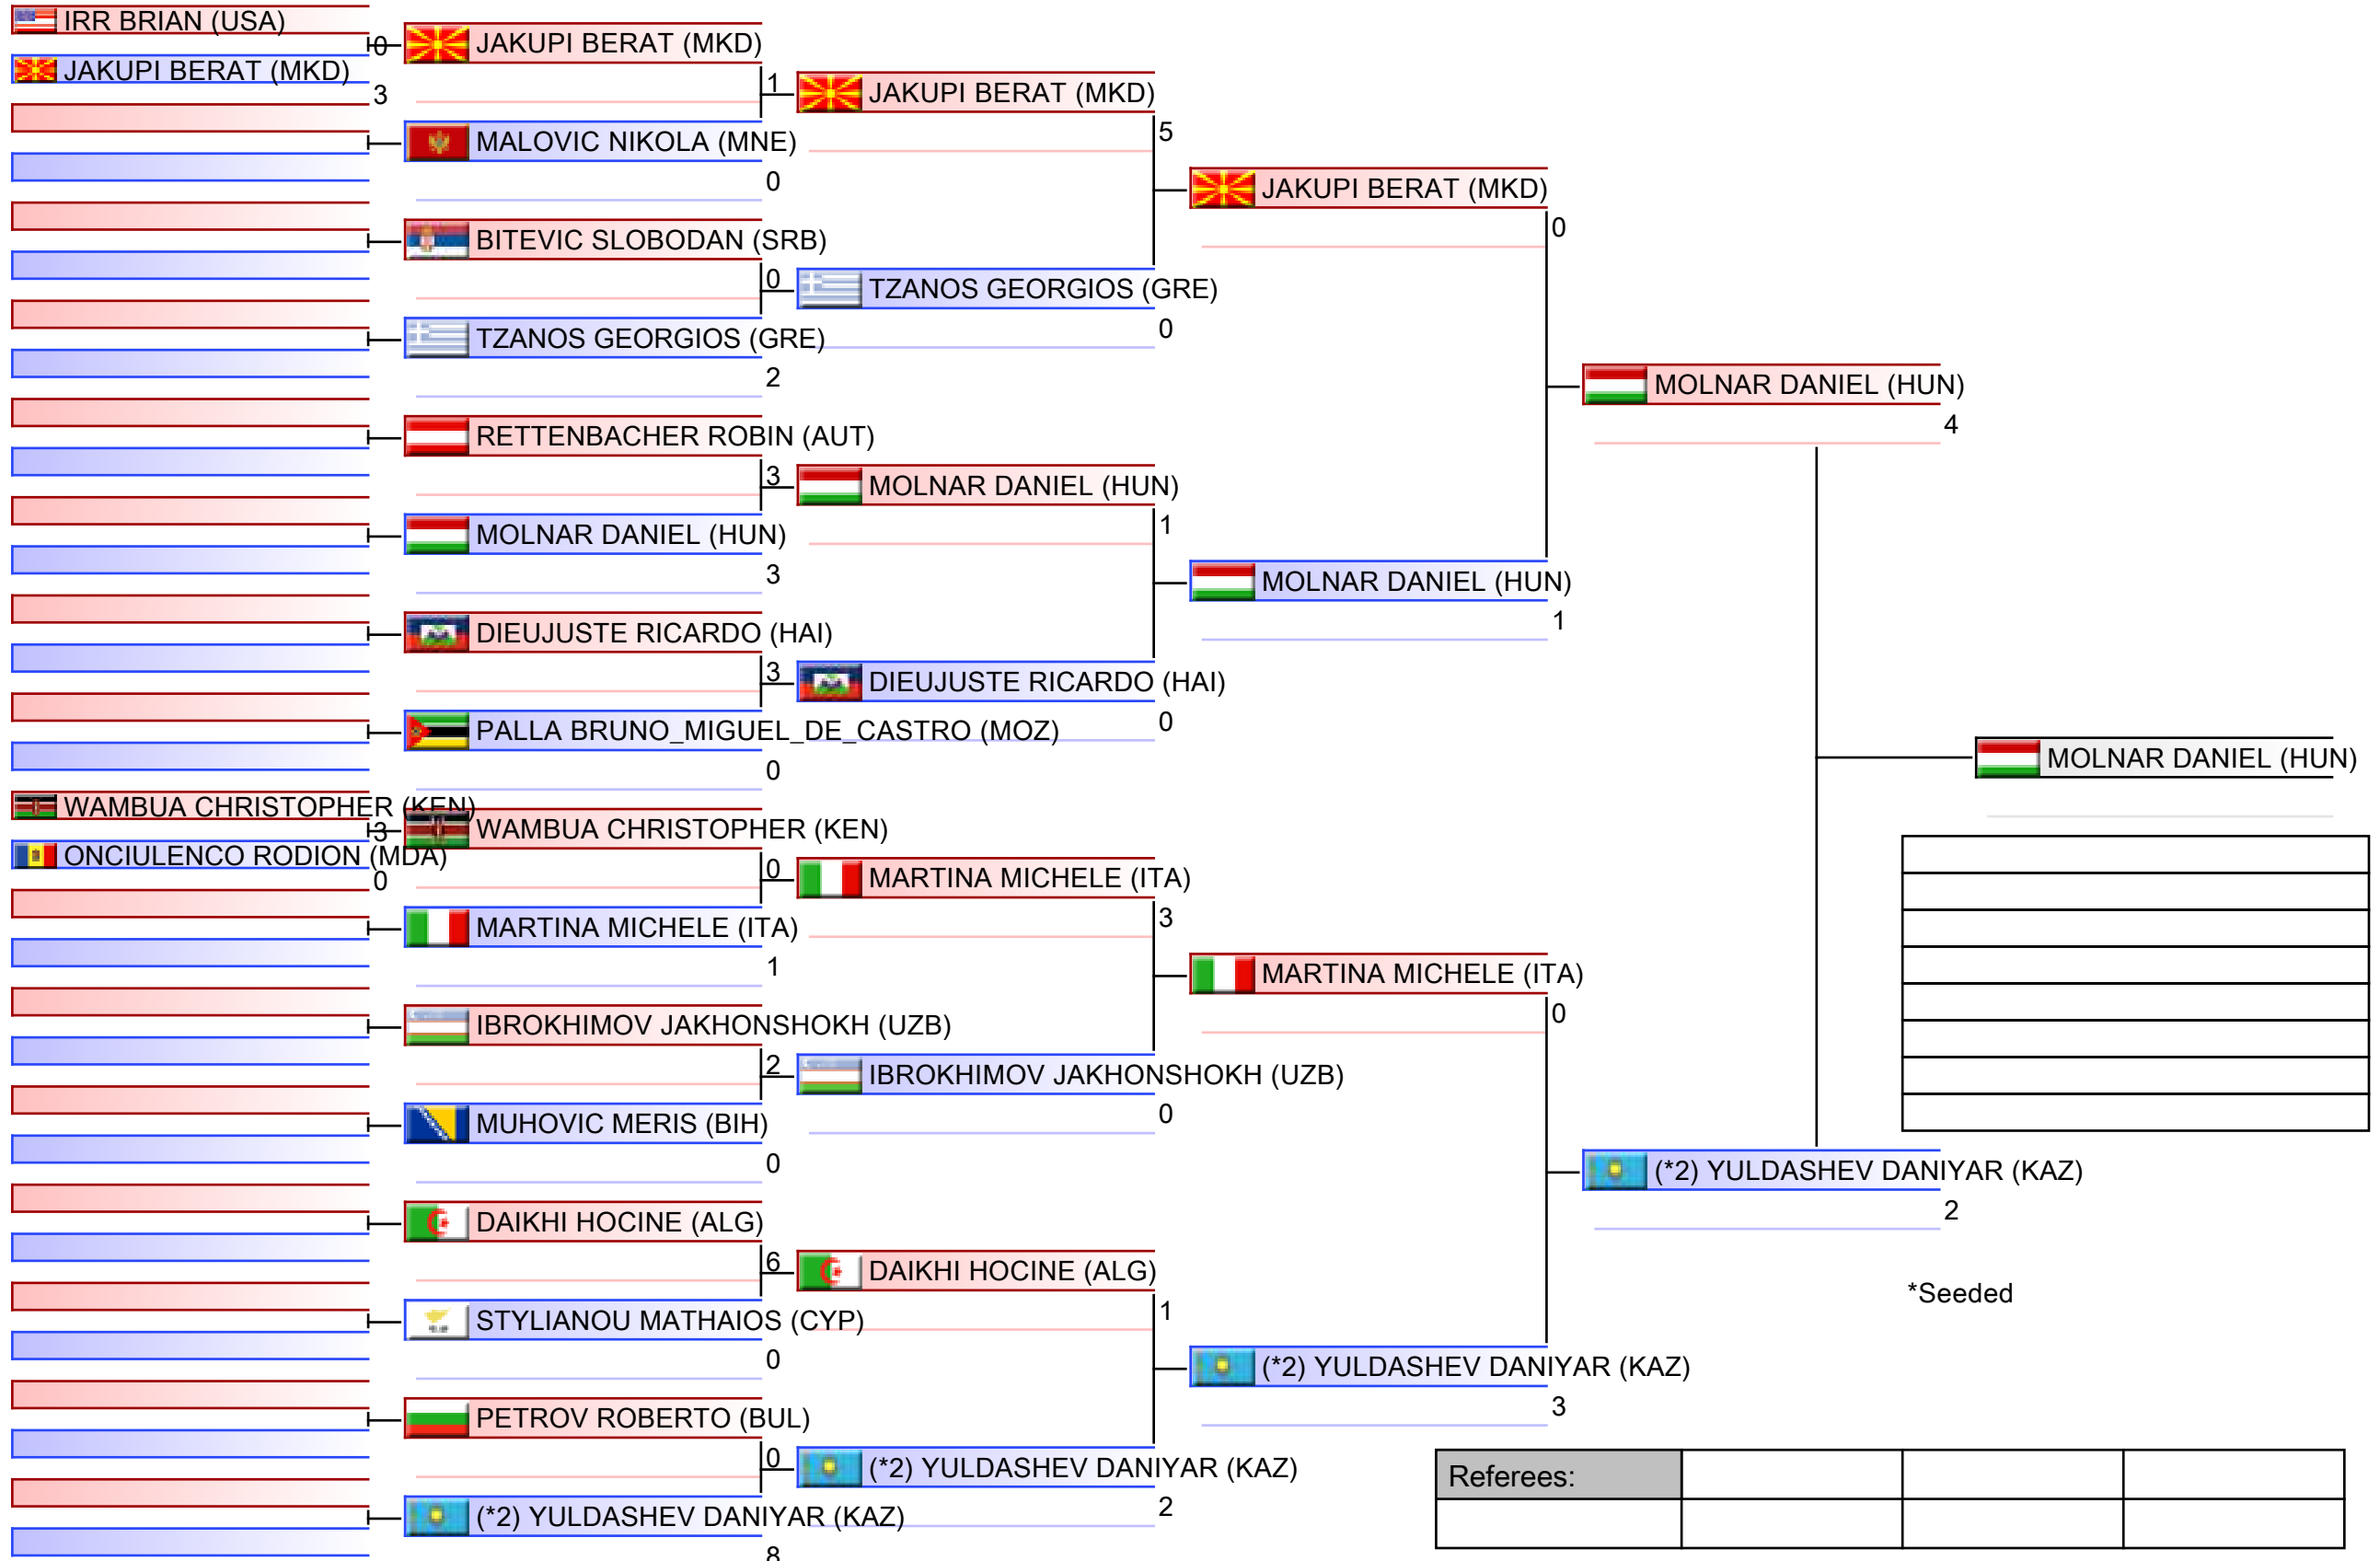 IRR BRIAN (USA)
0
JAKUPI BERAT (MKD)
3
WAMBUA CHRISTOPHER (KEN)
3
ONCIULENCO RODION (MDA)
0
JAKUPI BERAT (MKD)
1
MALOVIC NIKOLA (MNE)
0
BITEVIC SLOBODAN (SRB)
0
TZANOS GEORGIOS (GRE)
2
RETTENBACHER ROBIN (AUT)
3
MOLNAR DANIEL (HUN)
3
DIEUJUSTE RICARDO (HAI)
3
PALLA BRUNO_MIGUEL_DE_CASTRO (MOZ)
0
WAMBUA CHRISTOPHER (KEN)
0
MARTINA MICHELE (ITA)
1
IBROKHIMOV JAKHONSHOKH (UZB)
2
MUHOVIC MERIS (BIH)
0
DAIKHI HOCINE (ALG)
6
STYLIANOU MATHAIOS (CYP)
0
PETROV ROBERTO (BUL)
0
(*2) YULDASHEV DANIYAR (KAZ)
8
JAKUPI BERAT (MKD)
5
TZANOS GEORGIOS (GRE)
0
MOLNAR DANIEL (HUN)
1
DIEUJUSTE RICARDO (HAI)
0
MARTINA MICHELE (ITA)
3
IBROKHIMOV JAKHONSHOKH (UZB)
0
DAIKHI HOCINE (ALG)
1
(*2) YULDASHEV DANIYAR (KAZ)
2
JAKUPI BERAT (MKD)
0
MOLNAR DANIEL (HUN)
1
MARTINA MICHELE (ITA)
0
(*2) YULDASHEV DANIYAR (KAZ)
3
MOLNAR DANIEL (HUN)
4
(*2) YULDASHEV DANIYAR (KAZ)
2
MOLNAR DANIEL (HUN)
*Seeded
Referees: